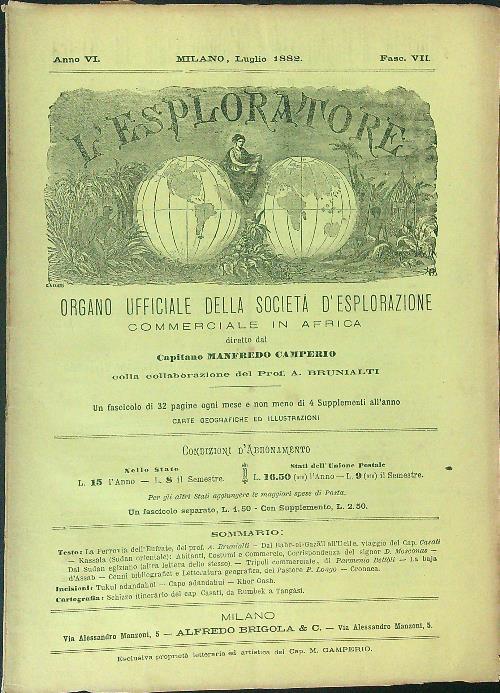 Anno VI.
MILANO, Luglio 1882.
Fasc. VII.
L'ESPLORATORE
ORGANO UFFICIALE DELLA SOCIETÀ D'ESPLORAZIONE
COMMERCIALE IN AFRICA
diretto dal
Capitano MANFREDO CAMPERIO
colla collaborazione del Prof. A. BRUNIALTI
Un fascicolo di 32 pagine ogni mese e non meno di 4 Supplementi all'anno
CARTE GEOGRAFICHE ED ILLUSTRAZIONI
CONDIZIONI D'ABBONAMENTO
Nello Stato
L. 15 l'Anno — L. 8 il Semestre.
Stati dell'Unione Postale
L. 16.50 (oro) l'Anno — L. 9 (oro) il Semestre.
Per gli altri Stati aggiungere le maggiori spese di Posta.
Un fascicolo separato, L. 1.50 - Con Supplemento, L. 2.50.
SOMMARIO:
Testo: La Ferrovia dell'Eufrate, del prof. A. Brunialti — Dal Bahr-el-Gazâll all'Uelle, viaggio del Cap. Casati
— Kassala (Sudan orientale): Abitanti, Costumi e Commercio, Corrispondenza del signor D. Mosconas —
Dal Sudan egiziano (altra lettera dello stesso) — Tripoli commerciale, di Parmenio Bettòli — La baja
d'Assab — Cenni bibliografici e Letteratura geografica, del Pastore P. Longo — Cronaca.
Incisioni: Tukul adandahui — Capo adandahui — Khor Gash.
Cartografia: Schizzo itinerario del cap. Casati, da Rumbek a Tangasi.
MILANO
Via Alessandro Manzoni, 5 — ALFREDO BRIGOLA & C. — Via Alessandro Manzoni, 5.
Esclusiva proprietà letteraria ed artistica del Cap. M. CAMPERIO.